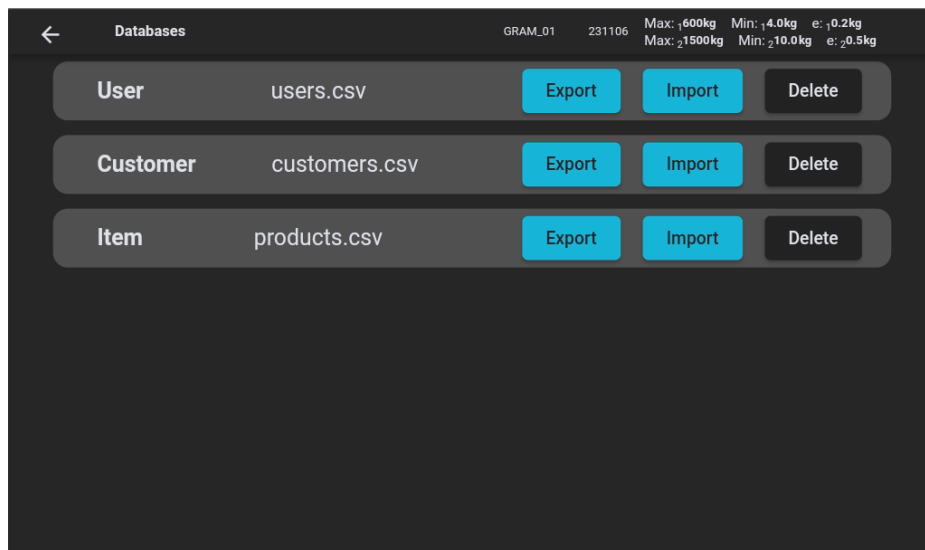 Databases GRAM_01 231106 Max: ₁600kg Min: ₁4.0kg e: ₁0.2kg
Max: ₂1500kg Min: ₂10.0kg e: ₂0.5kg
User users.csv Export Import Delete
Customer customers.csv Export Import Delete
Item products.csv Export Import Delete